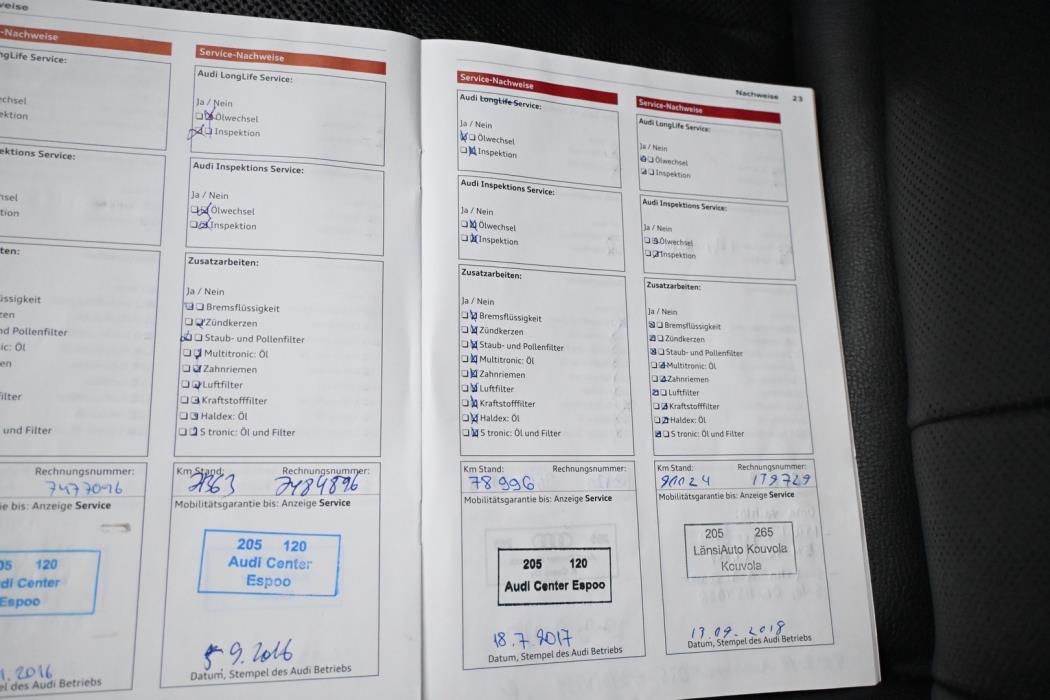 weise
-Nachweise
ngLife Service:
chsel
ektion
ektions Service:
hsel
tion
ten:
üssigkeit
zen
nd Pollenfilter
ic: Öl
en
ilter
und Filter
Rechnungsnummer:
7477026
e bis: Anzeige Service
05 120
di Center
Espoo
1. 2016
el des Audi Betriebs
Service-Nachweise
Audi LongLife Service:
Ja / Nein
Ölwechsel
Inspektion
Audi Inspektions Service:
Ja / Nein
Ölwechsel
Inspektion
Zusatzarbeiten:
Ja / Nein
Bremsflüssigkeit
Zündkerzen
Staub- und Pollenfilter
Multitronic: Öl
Zahnriemen
Luftfilter
Kraftstofffilter
Haldex: Öl
S tronic: Öl und Filter
Km Stand: Rechnungsnummer:
7484896
Mobilitätsgarantie bis: Anzeige Service
205 120
Audi Center
Espoo
5.9.2016
Datum, Stempel des Audi Betriebs
Service-Nachweise
Audi LongLife Service:
Ja / Nein
Ölwechsel
Inspektion
Audi Inspektions Service:
Ja / Nein
Ölwechsel
Inspektion
Zusatzarbeiten:
Ja / Nein
Bremsflüssigkeit
Zündkerzen
Staub- und Pollenfilter
Multitronic: Öl
Zahnriemen
Luftfilter
Kraftstofffilter
Haldex: Öl
S tronic: Öl und Filter
Km Stand: Rechnungsnummer:
78996
Mobilitätsgarantie bis: Anzeige Service
205 120
Audi Center Espoo
18.7.2017
Datum, Stempel des Audi Betriebs
Nachweise 23
Service-Nachweise
Audi LongLife Service:
Ja / Nein
Ölwechsel
Inspektion
Audi Inspektions Service:
Ja / Nein
Ölwechsel
Inspektion
Zusatzarbeiten:
Ja / Nein
Bremsflüssigkeit
Zündkerzen
Staub- und Pollenfilter
Multitronic: Öl
Zahnriemen
Luftfilter
Kraftstofffilter
Haldex: Öl
S tronic: Öl und Filter
Km Stand: Rechnungsnummer:
91024 179729
Mobilitätsgarantie bis: Anzeige Service
205 265
LänsiAuto Kouvola
Kouvola
13.09.2018
Datum, Stempel des Audi Betriebs